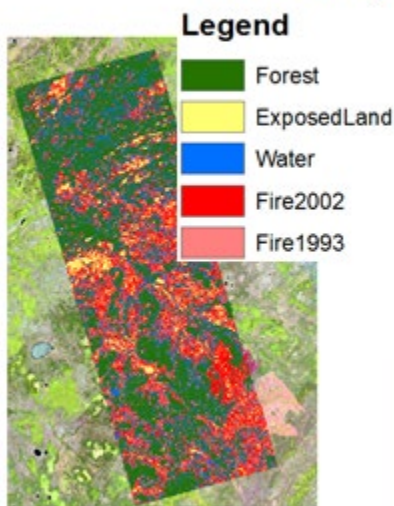 Legend
Forest
ExposedLand
Water
Fire2002
Fire1993